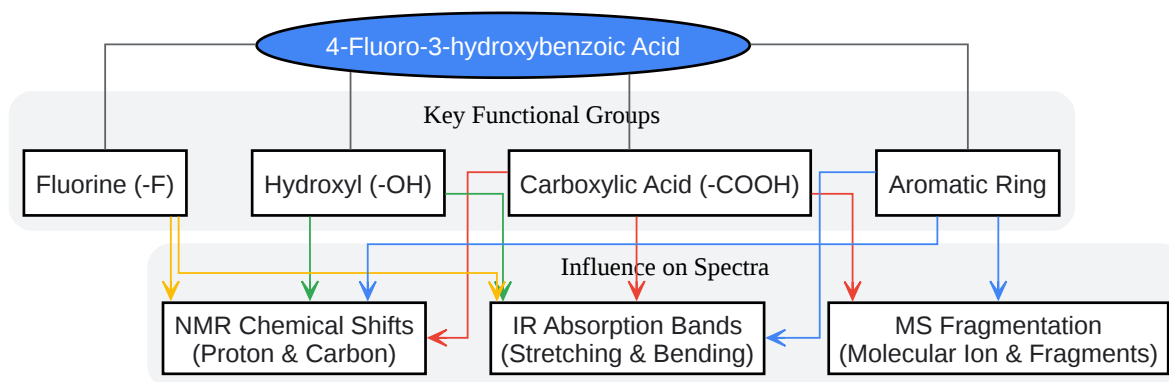 4-Fluoro-3-hydroxybenzoic Acid
Key Functional Groups
Fluorine (-F)
Hydroxyl (-OH)
Carboxylic Acid (-COOH)
Aromatic Ring
Influence on Spectra
NMR Chemical Shifts
(Proton & Carbon)
IR Absorption Bands
(Stretching & Bending)
MS Fragmentation
(Molecular Ion & Fragments)